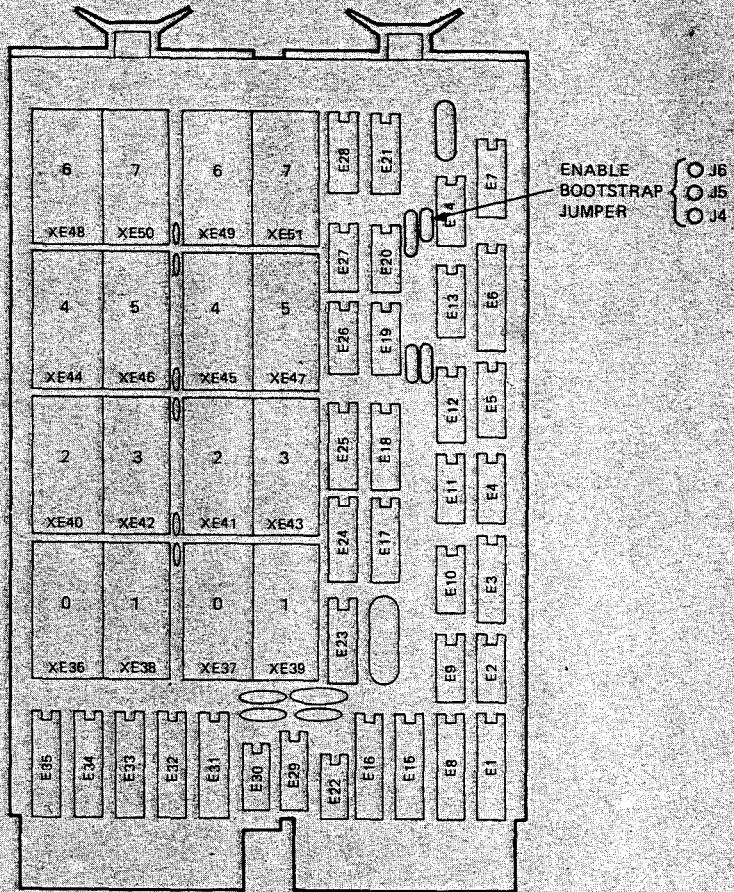 6 7 6 7 E28 E21 E7
ENABLE J6
BOOTSTRAP J5
JUMPER J4
XE48 XE50 XE49 XE51 E27 E20
4 5 4 5 E26 E19 E13 E6
XE44 XE46 XE45 XE47
2 3 2 3 E25 E18 E12 E5
XE40 XE42 XE41 XE43 E24 E17 E11 E4
0 1 0 1 E23 E10 E3
XE36 XE38 XE37 XE39 E9 E2
E35 E34 E33 E32 E31 E30 E29 E22 E16 E15 E8 E1